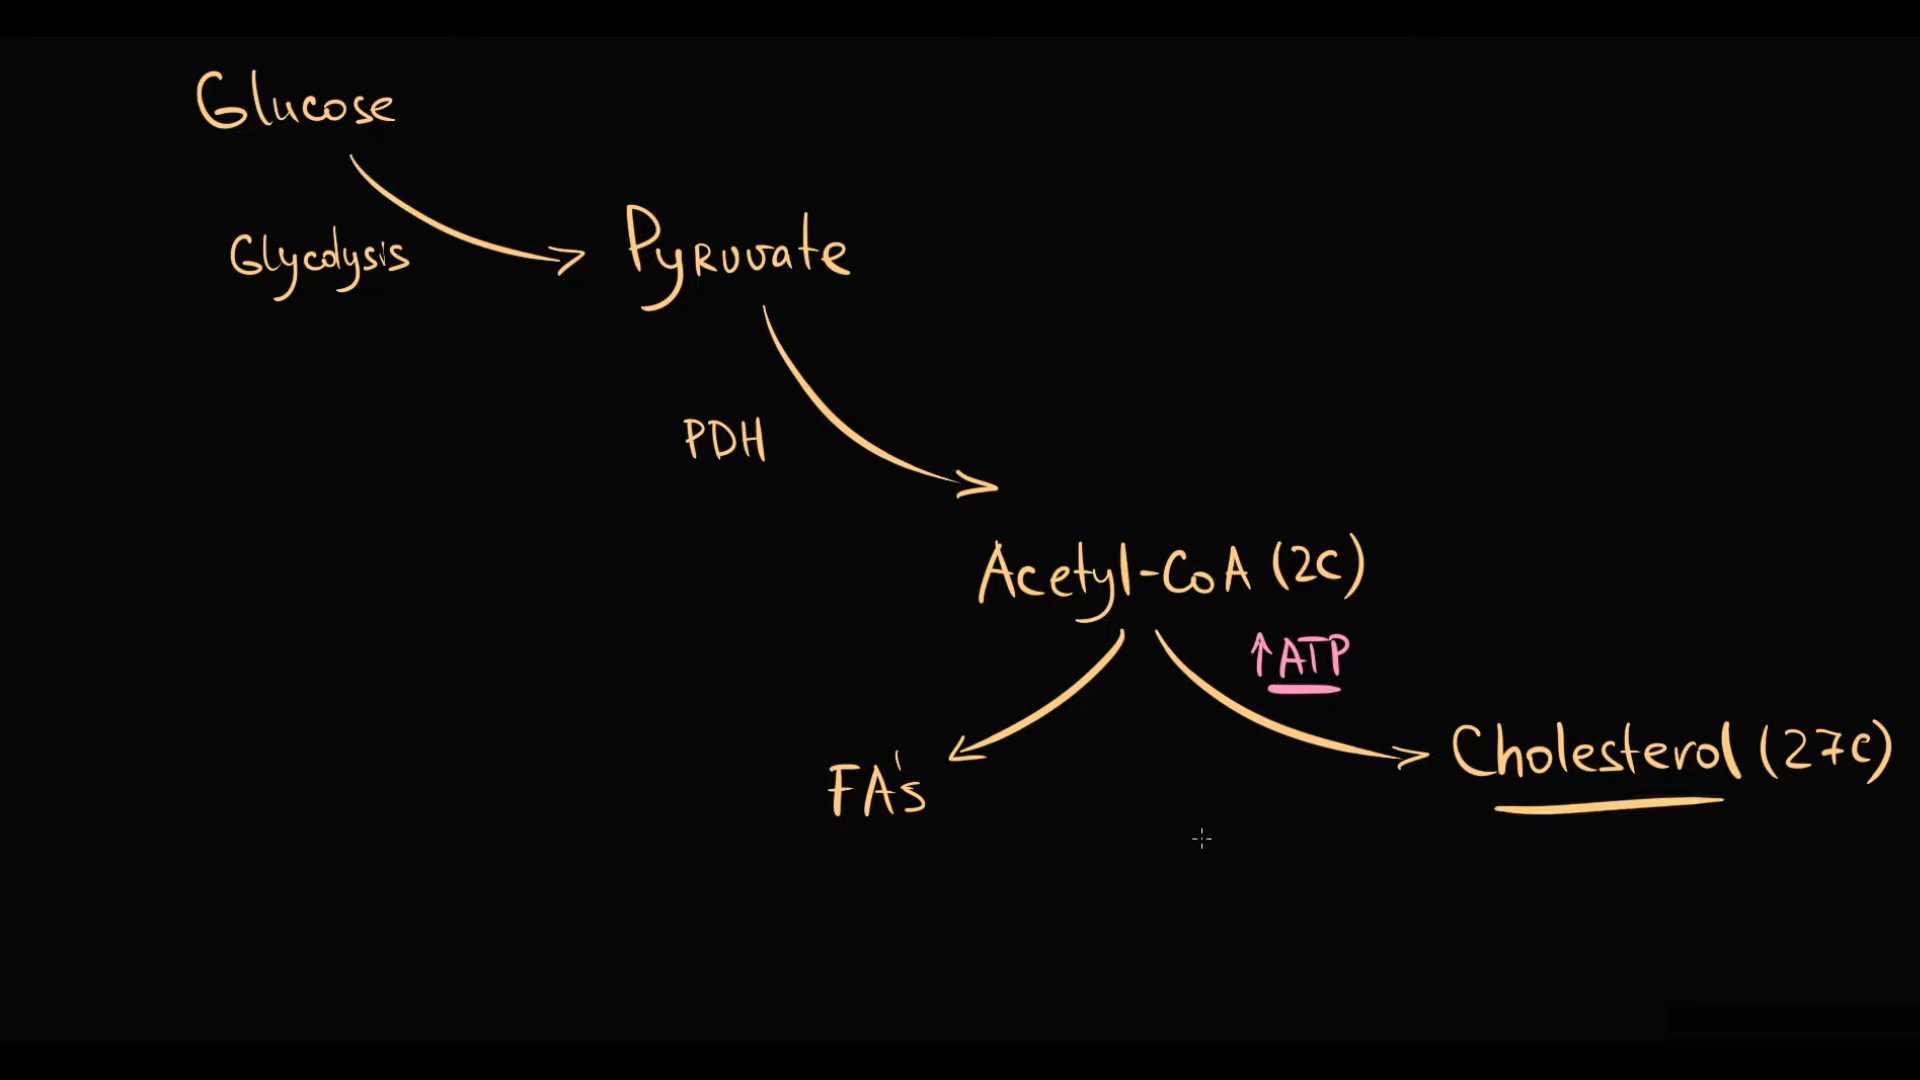 Glucose
Glycolysis
Pyruvate
PDH
Acetyl-CoA (2C)
↑ATP
Cholesterol (27C)
FA's